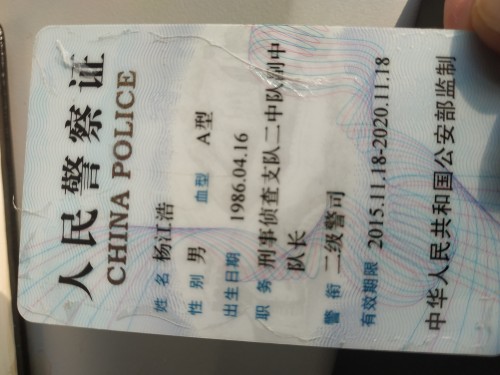 人民警察证
CHINA POLICE
姓名 杨江浩
性别 男 血型 A型
出生日期 1986.04.16
职务 刑事侦查支队二中队副中
队长
警衔 二级警司
有效期限 2015.11.18-2020.11.18
中华人民共和国公安部监制